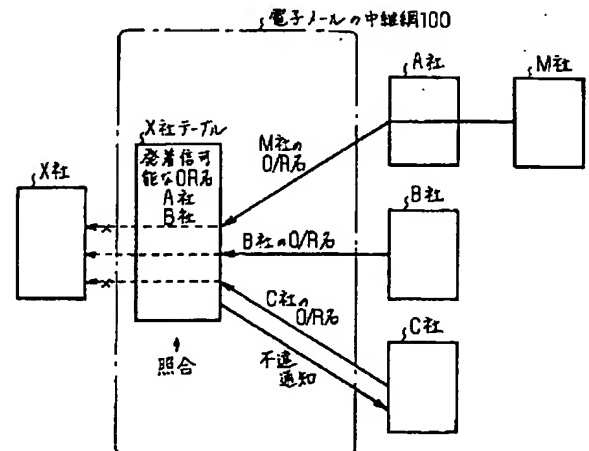 電子メールの中継網100
A社
M社
X社テーブル
発着信可
能なOR名
A社
B社
M社の
O/R名
X社
B社
B社のO/R名
C社の
O/R名
C社
不達
通知
照合